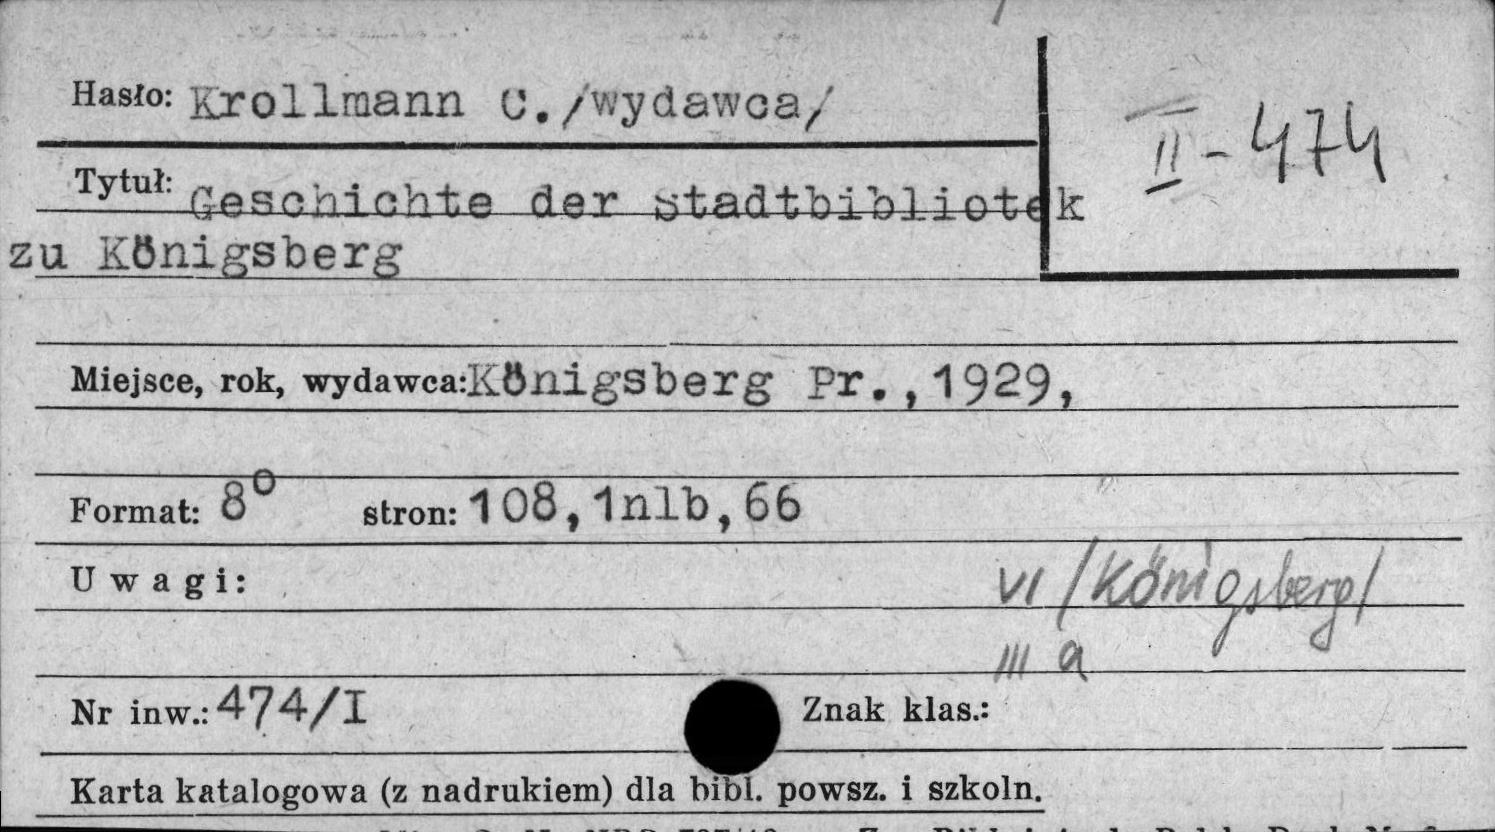 Hasło: Krollmann C./wydawca/
II-474
Tytuł: Geschichte der Stadtbibliotek
zu Königsberg
Miejsce, rok, wydawca: Königsberg Pr.,1929,
Format: 8° stron: 108,1nlb,66
Uwagi: VI /Königsberg/
III a
Nr inw.: 474/I Znak klas.:
Karta katalogowa (z nadrukiem) dla bibl. powsz. i szkoln.